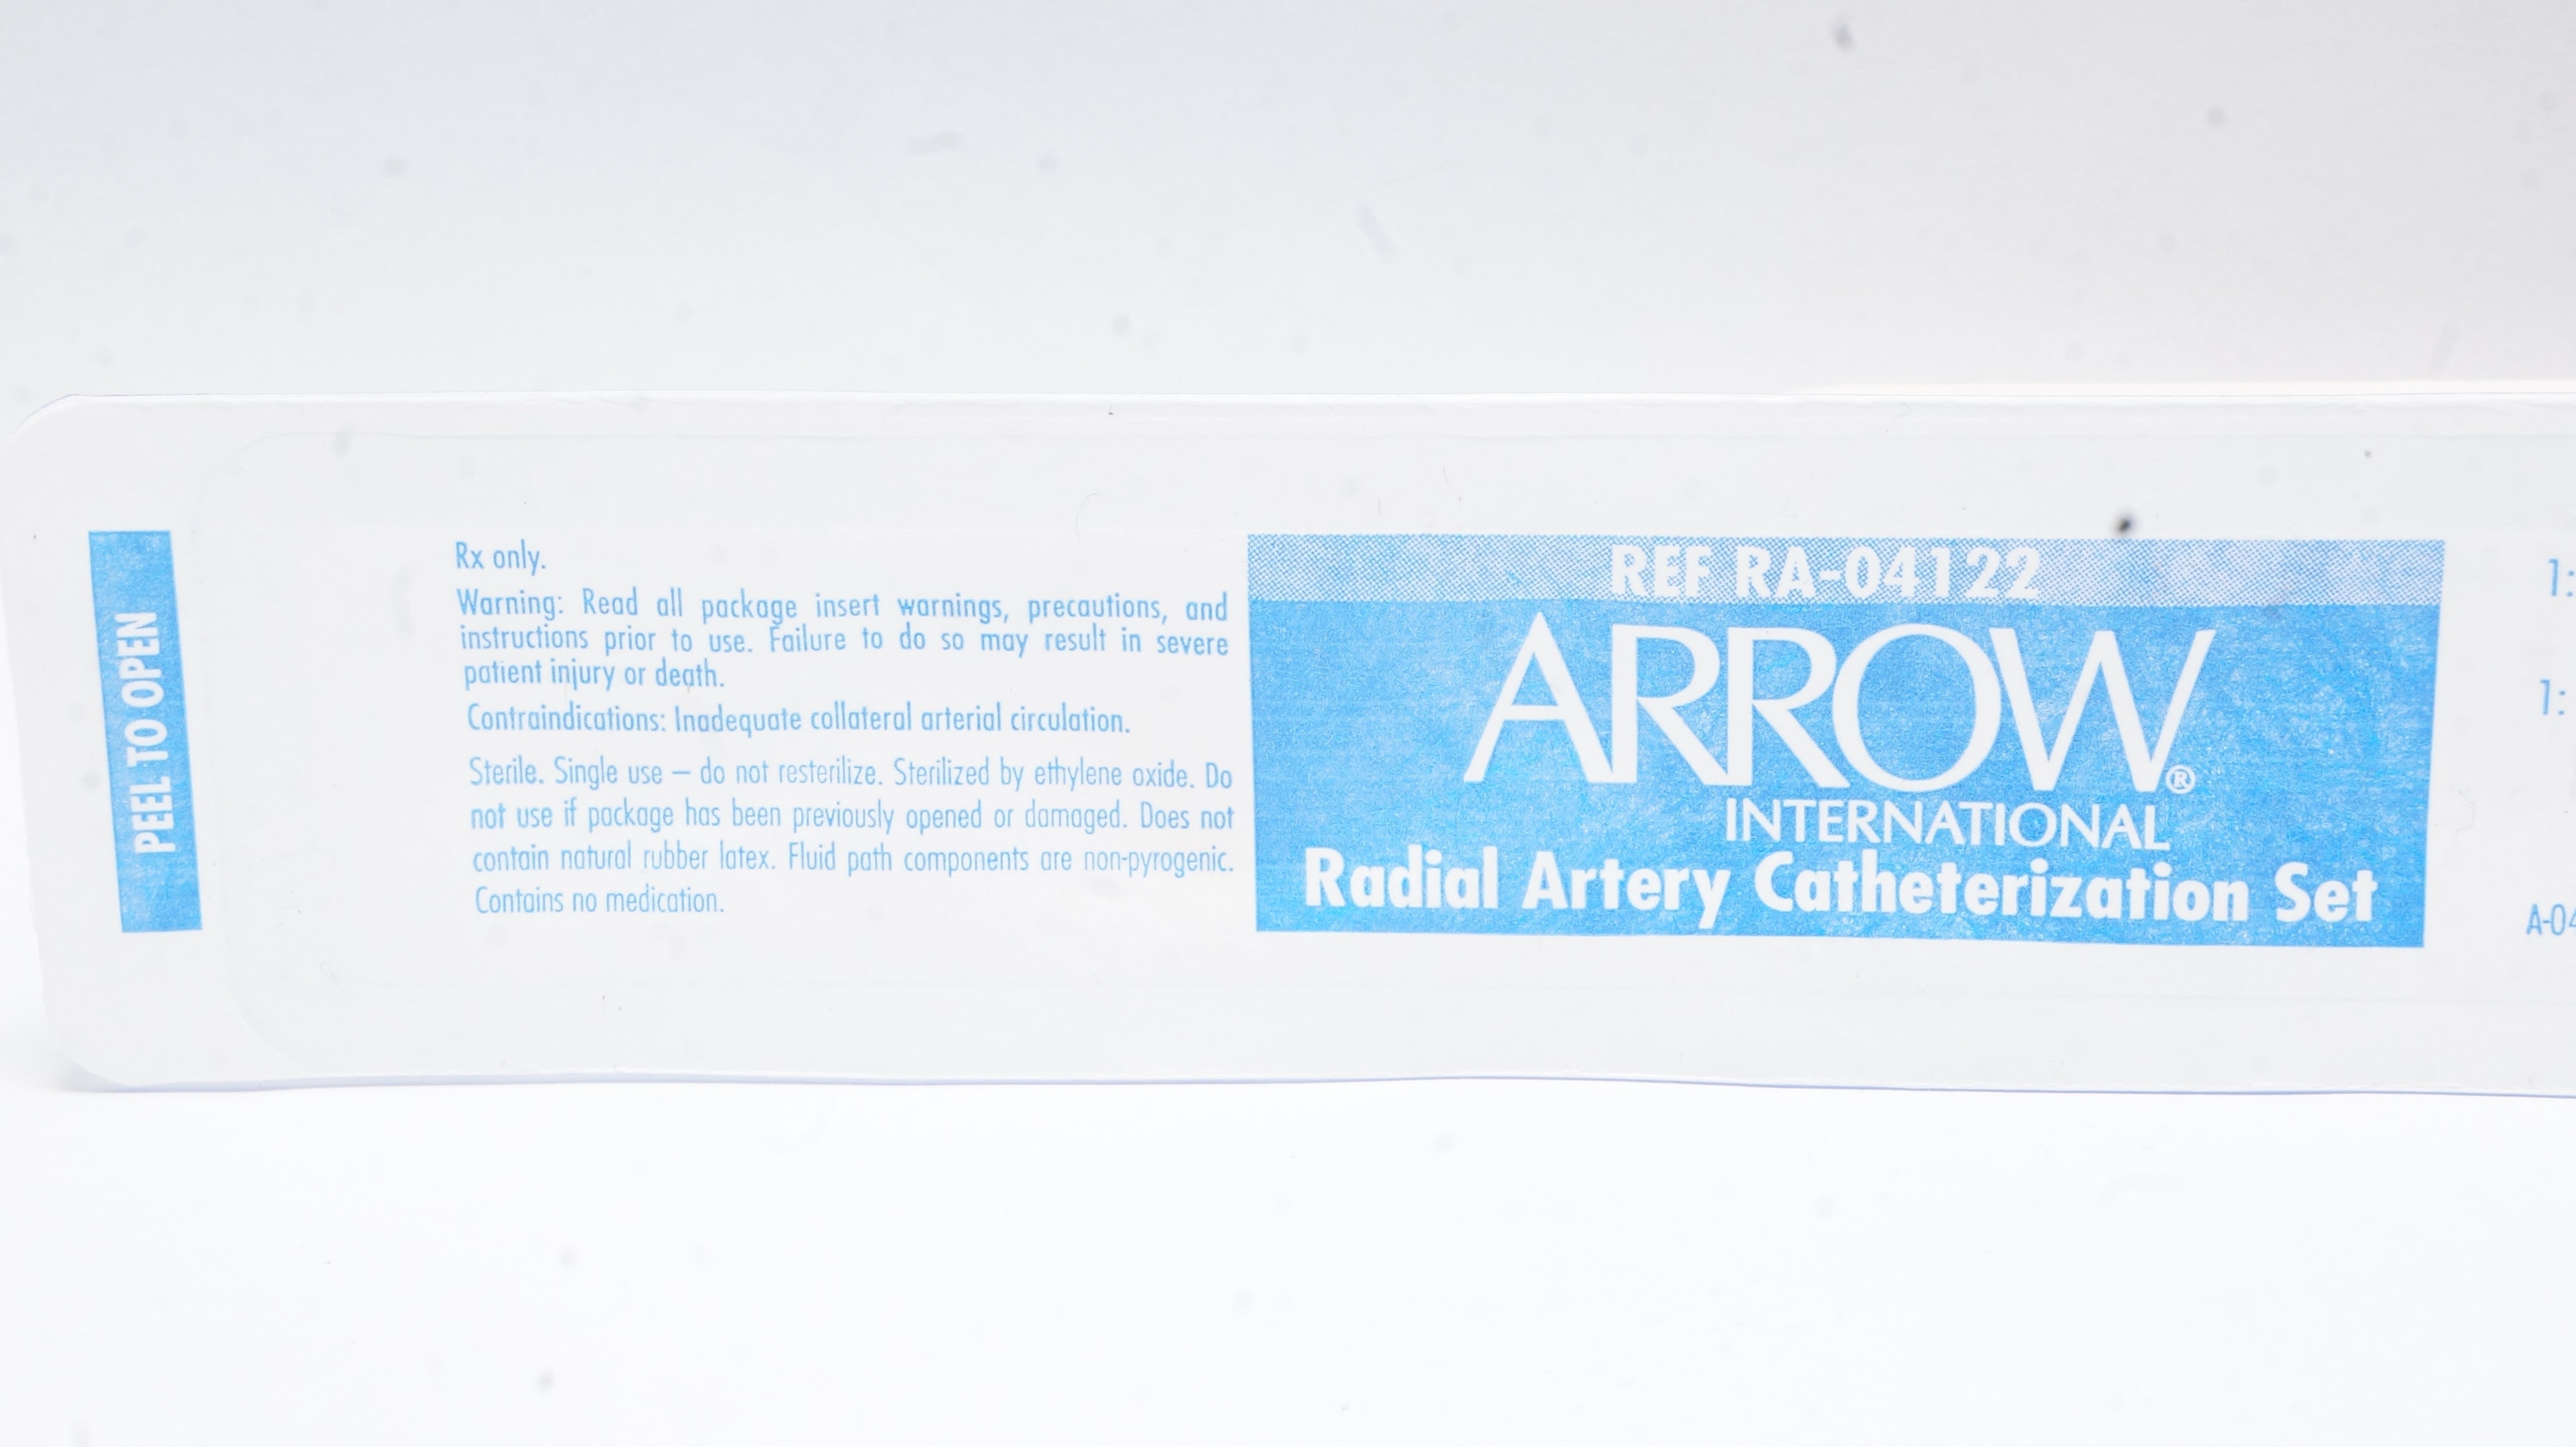 PEEL TO OPEN
Rx only.
Warning: Read all package insert warnings, precautions, and
instructions prior to use. Failure to do so may result in severe
patient injury or death.
Contraindications: Inadequate collateral arterial circulation.
Sterile. Single use – do not resterilize. Sterilized by ethylene oxide. Do
not use if package has been previously opened or damaged. Does not
contain natural rubber latex. Fluid path components are non-pyrogenic.
Contains no medication.
REF RA-04122
ARROW®
INTERNATIONAL
Radial Artery Catheterization Set
1:
1:
A-04